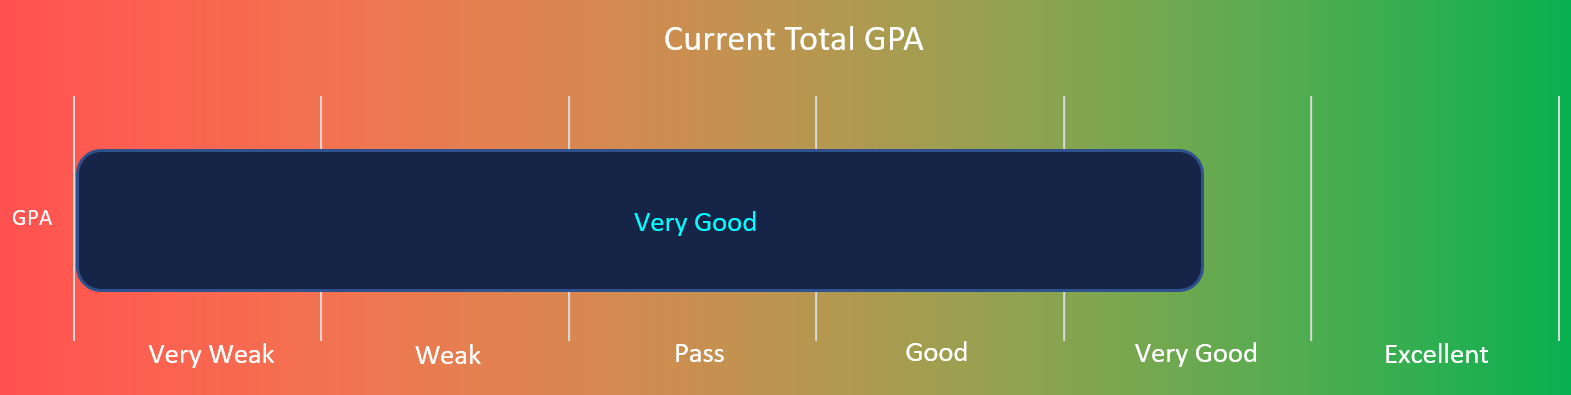 Current Total GPA
GPA
Very Good
Very Weak
Weak
Pass
Good
Very Good
Excellent